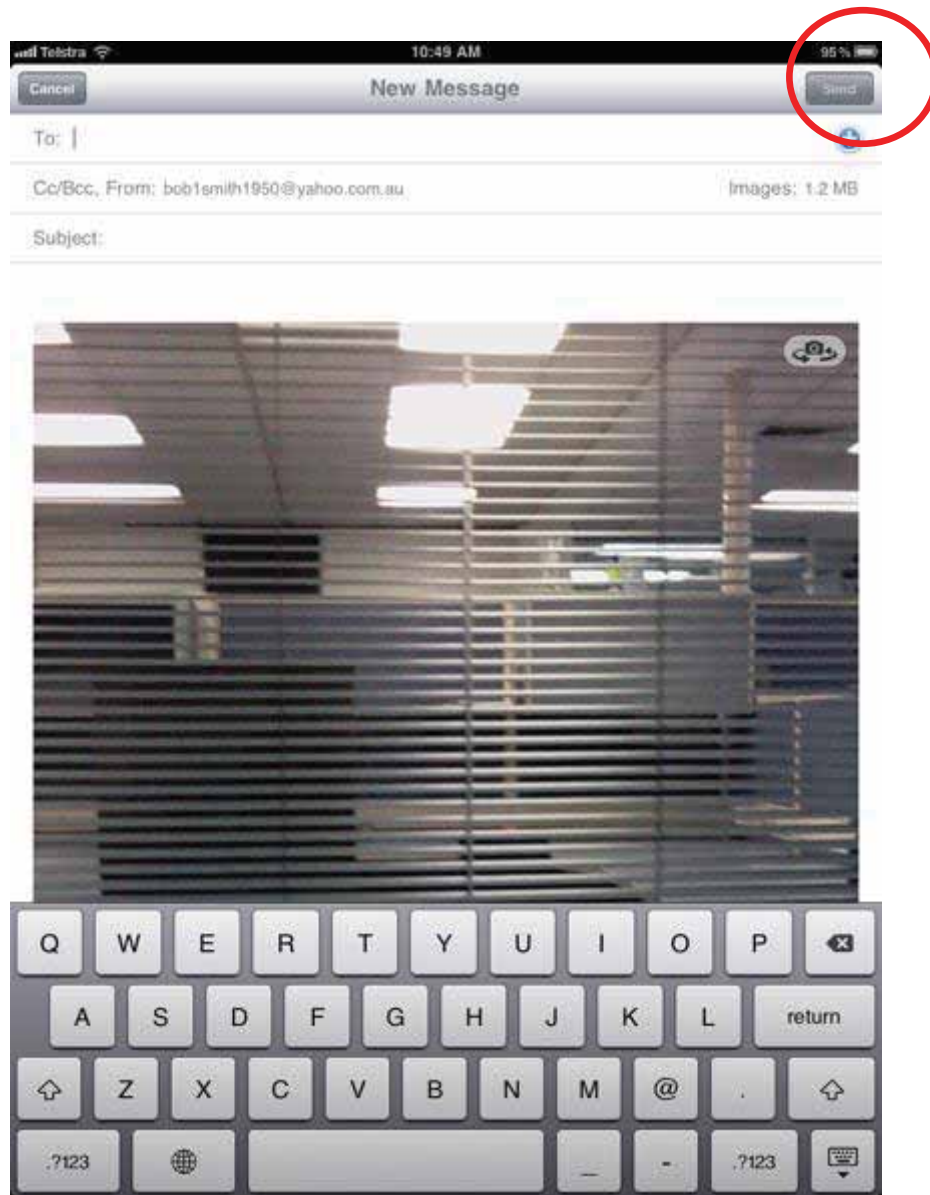 Telstra 10:49 AM 95%
Cancel New Message Send
To:
Cc/Bcc, From: bob1smith1950@yahoo.com.au Images: 1.2 MB
Subject:
Q W E R T Y U I O P
A S D F G H J K L return
Z X C V B N M @ .
.?123 _ - .?123